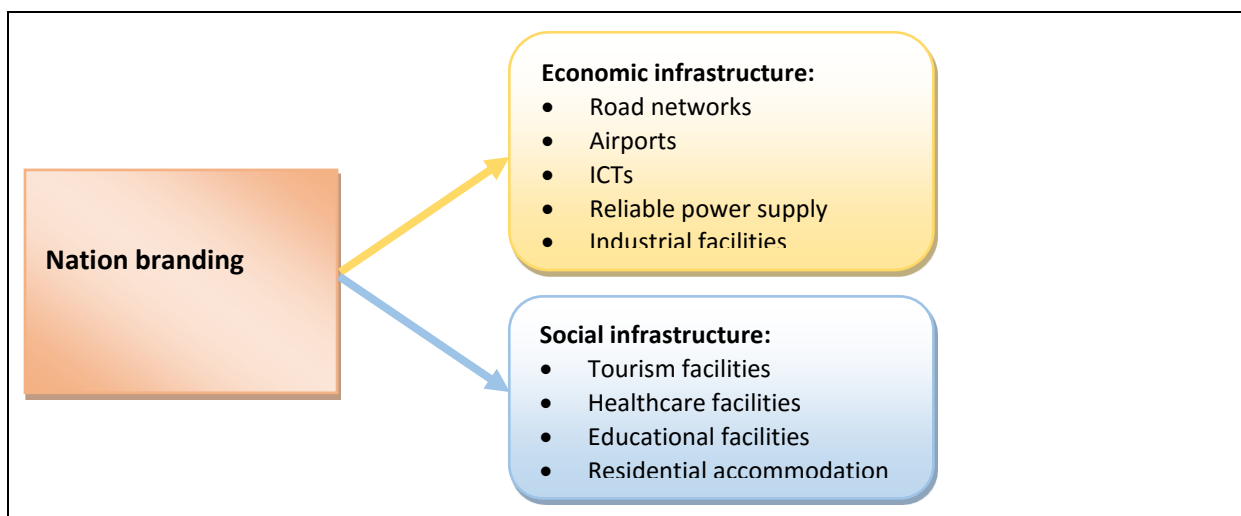 Nation branding
Economic infrastructure:
• Road networks
• Airports
• ICTs
• Reliable power supply
• Industrial facilities
Social infrastructure:
• Tourism facilities
• Healthcare facilities
• Educational facilities
• Residential accommodation